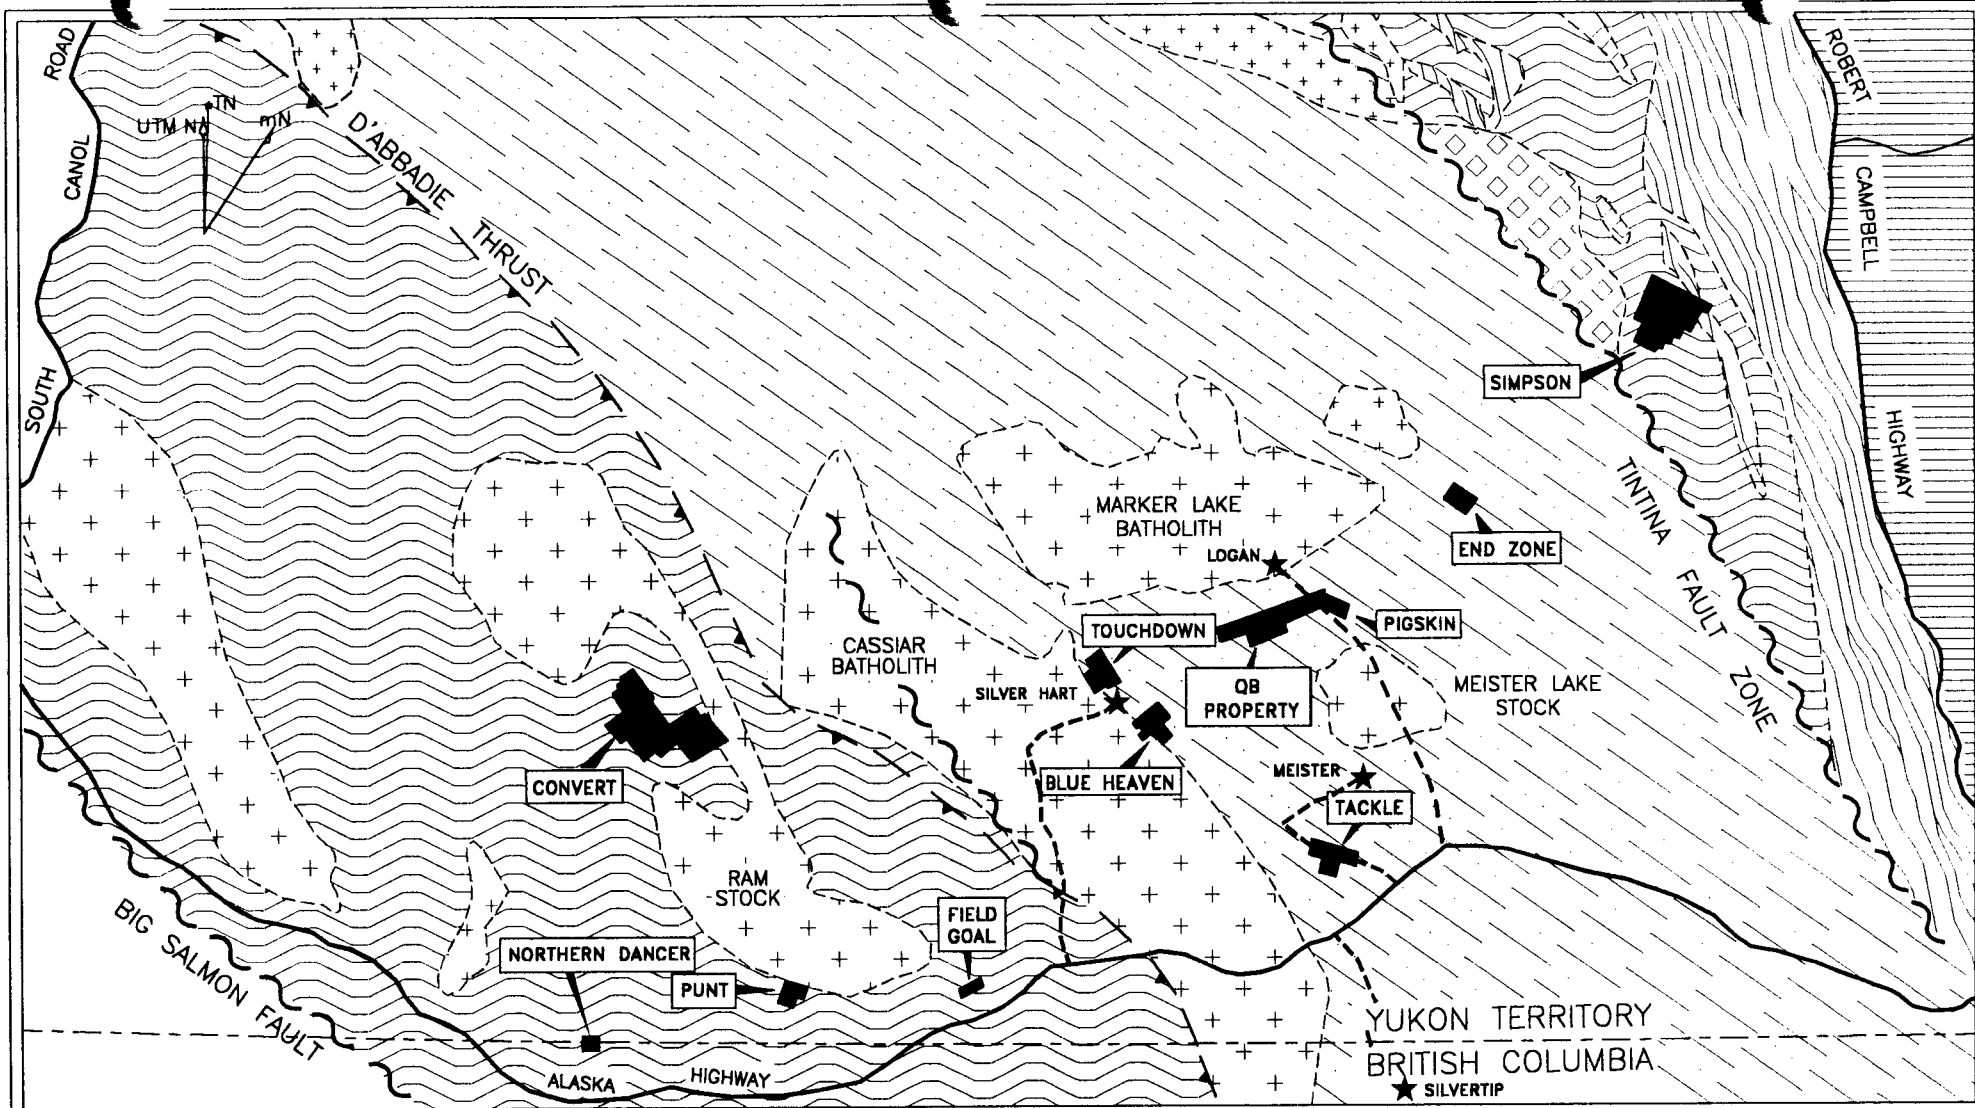 ROAD
CANOL
SOUTH
TN
UTM N
mN
D'ABBADIE THRUST
ROBERT
CAMPBELL
HIGHWAY
SIMPSON
TINTINA FAULT ZONE
MARKER LAKE
BATHOLITH
LOGAN
END ZONE
CASSIAR
BATHOLITH
TOUCHDOWN
PIGSKIN
SILVER HART
QB
PROPERTY
MEISTER LAKE
STOCK
CONVERT
BLUE HEAVEN
MEISTER
TACKLE
RAM
STOCK
FIELD
GOAL
BIG SALMON FAULT
NORTHERN DANCER
PUNT
YUKON TERRITORY
BRITISH COLUMBIA
ALASKA HIGHWAY
SILVERTIP